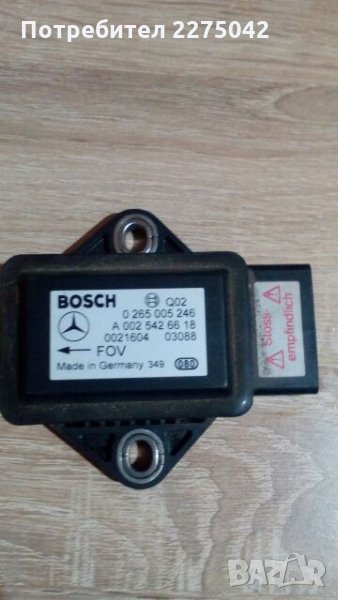 Потребител 2275042
BOSCH Q02
0 265 005 246
A 002 542 66 18
0021604 03088
← FOV
Made in Germany 349 080
Stoss-
empfindlich
BAZAR